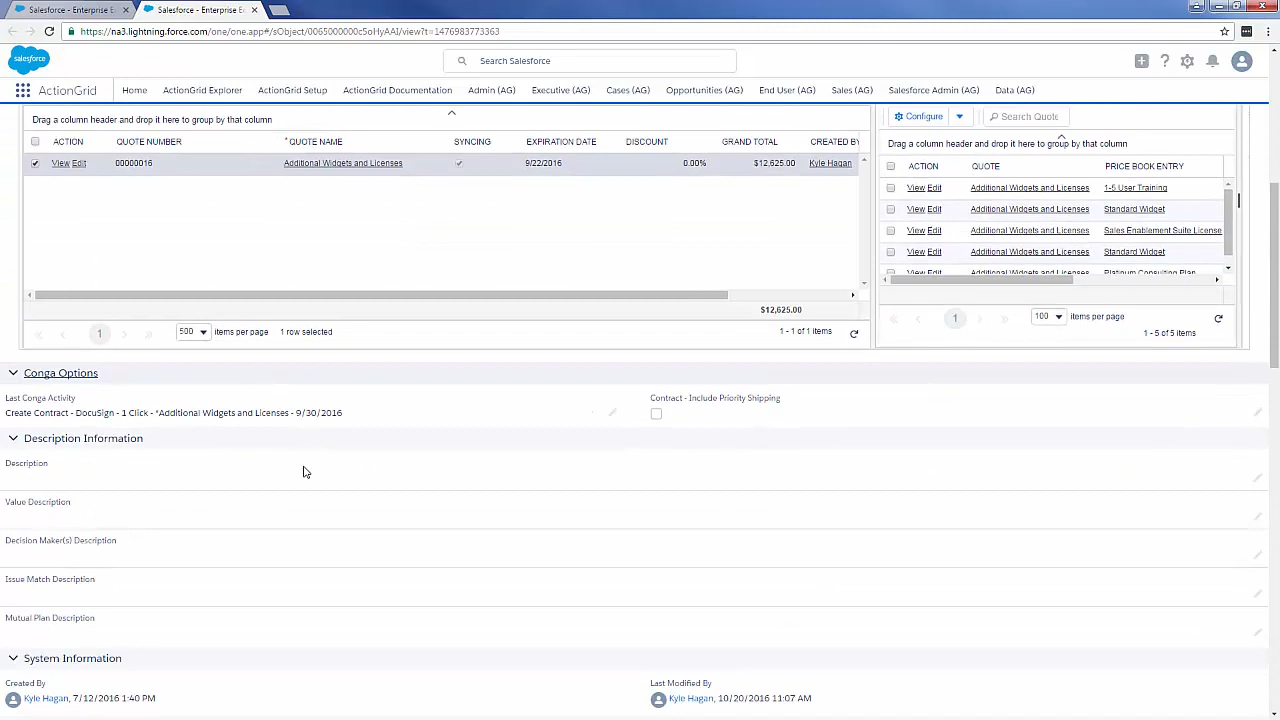 Salesforce - Enterprise E
Salesforce - Enterprise E
https://na3.lightning.force.com/one/one.app#/sObject/0065000000c5oHyAAI/view?t=1476983773363
salesforce
Search Salesforce
ActionGrid
Home
ActionGrid Explorer
ActionGrid Setup
ActionGrid Documentation
Admin (AG)
Executive (AG)
Cases (AG)
Opportunities (AG)
End User (AG)
Sales (AG)
Salesforce Admin (AG)
Data (AG)
Drag a column header and drop it here to group by that column
ACTION QUOTE NUMBER * QUOTE NAME SYNCING EXPIRATION DATE DISCOUNT GRAND TOTAL CREATED BY
View Edit 00000016 Additional Widgets and Licenses 9/22/2016 0.00% $12,625.00 Kyle Hagan
$12,625.00
1 500 items per page 1 row selected 1 - 1 of 1 items
Configure Search Quote
Drag a column header and drop it here to group by that column
ACTION QUOTE PRICE BOOK ENTRY
View Edit Additional Widgets and Licenses 1-5 User Training
View Edit Additional Widgets and Licenses Standard Widget
View Edit Additional Widgets and Licenses Sales Enablement Suite License
View Edit Additional Widgets and Licenses Standard Widget
View Edit Additional Widgets and Licenses Platinum Consulting Plan
1 100 items per page
1 - 5 of 5 items
Conga Options
Last Conga Activity
Create Contract - DocuSign - 1 Click - *Additional Widgets and Licenses - 9/30/2016
Contract - Include Priority Shipping
Description Information
Description
Value Description
Decision Maker(s) Description
Issue Match Description
Mutual Plan Description
System Information
Created By
Kyle Hagan, 7/12/2016 1:40 PM
Last Modified By
Kyle Hagan, 10/20/2016 11:07 AM